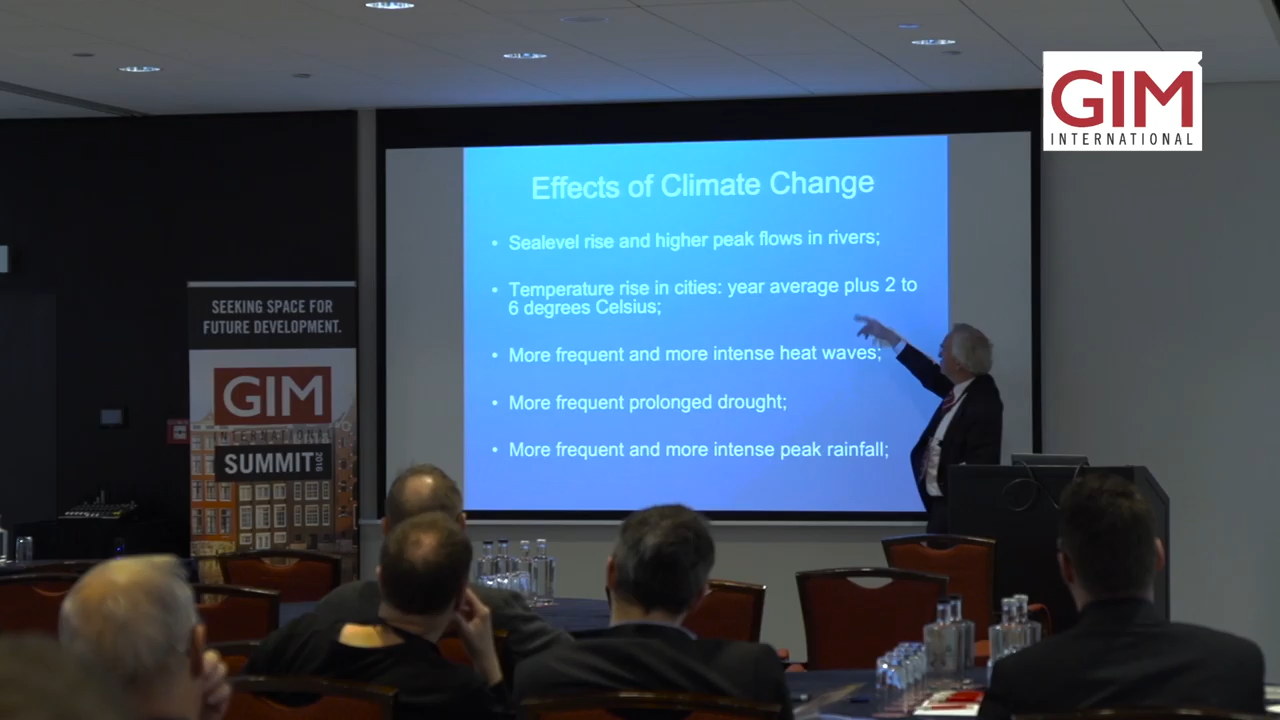 GIM
INTERNATIONAL
Effects of Climate Change
• Sealevel rise and higher peak flows in rivers;
• Temperature rise in cities: year average plus 2 to
6 degrees Celsius;
• More frequent and more intense heat waves;
• More frequent prolonged drought;
• More frequent and more intense peak rainfall;
SEEKING SPACE FOR
FUTURE DEVELOPMENT.
GIM
INTERNATIONAL
SUMMIT 2016